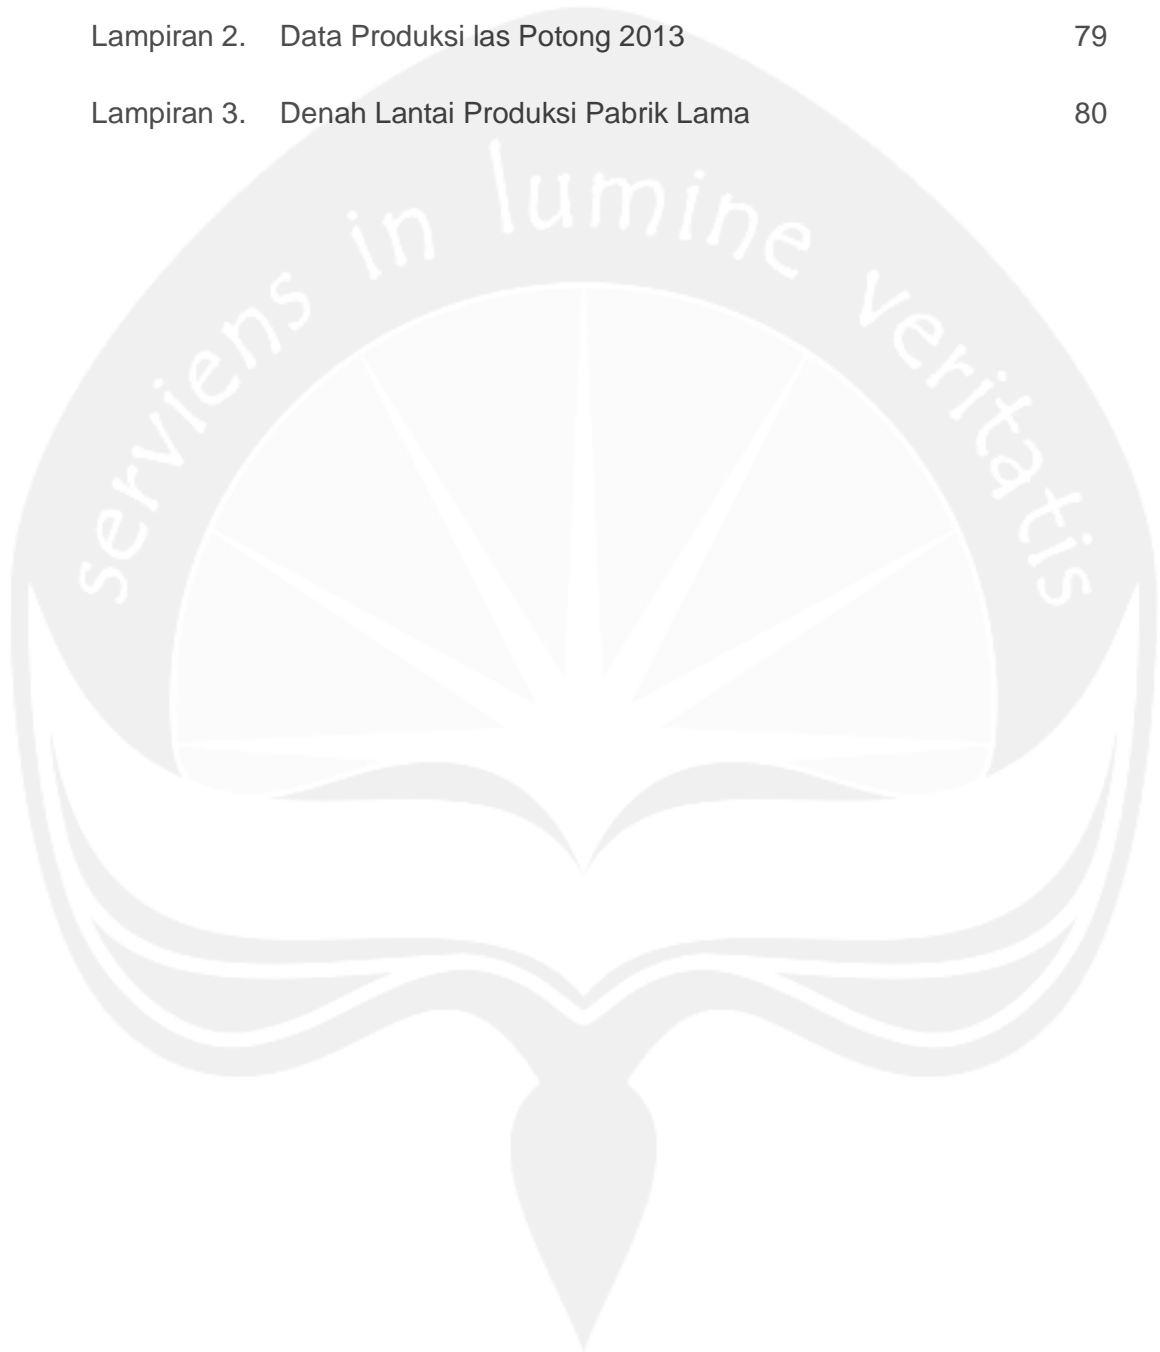 Lampiran 2. Data Produksi las Potong 2013 79
Lampiran 3. Denah Lantai Produksi Pabrik Lama 80
serviens in lumine veritatis